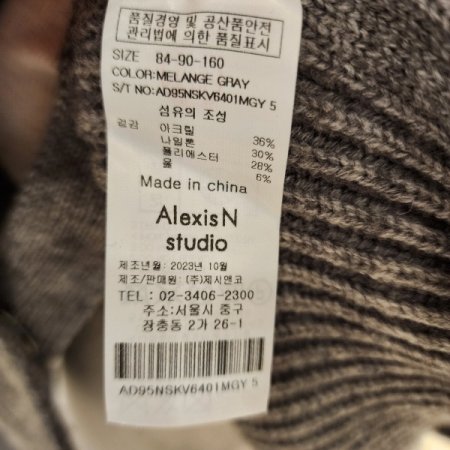 품질경영 및 공산품안전
관리법에 의한 품질표시
SIZE 84-90-160
COLOR:MELANGE GRAY
S/T NO:AD95NSKV6401MGY 5
섬유의 조성
겉감 아크릴 36%
나일론 30%
폴리에스터 28%
울 6%
Made in china
AlexisN
studio
제조년월: 2023년 10월
제조/판매원: (주)제시앤코
TEL : 02-3406-2300
주소:서울시 중구
장충동 2가 26-1
AD95NSKV6401MGY 5